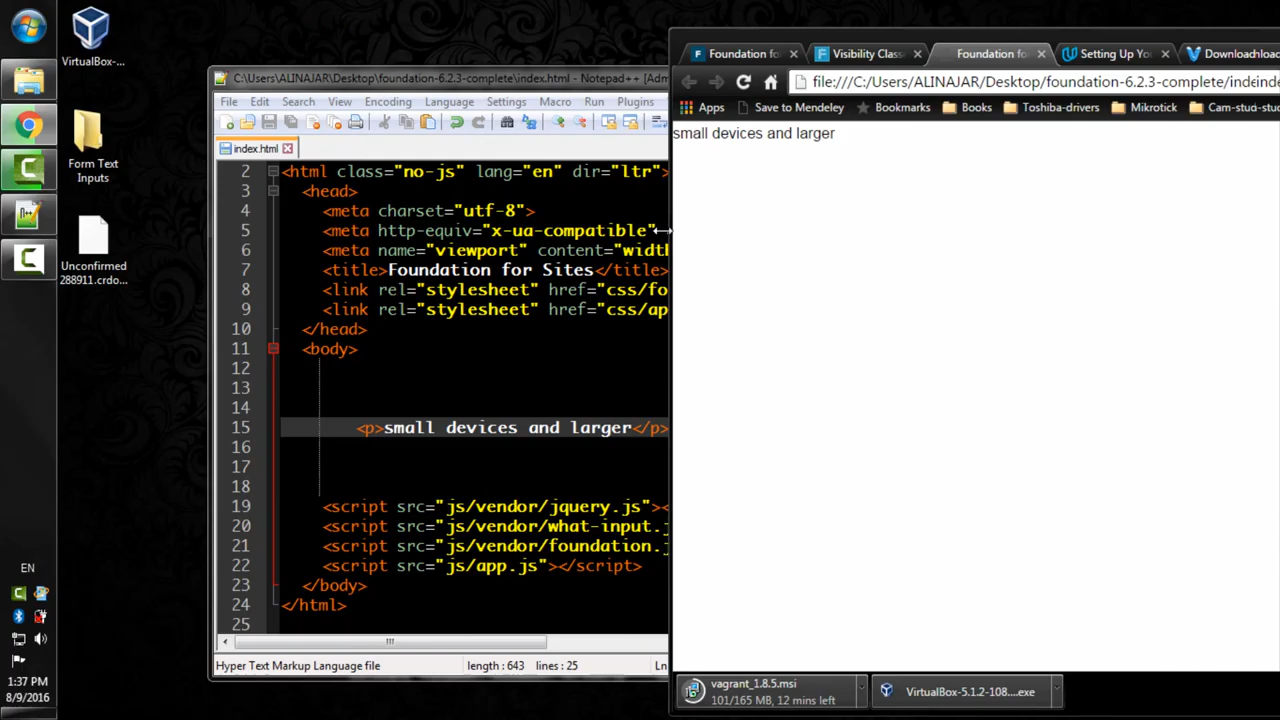 VirtualBox-...
Form Text
Inputs
Unconfirmed
288911.crdo...
EN
1:37 PM
8/9/2016
C:\Users\ALINAJAR\Desktop\foundation-6.2.3-complete\index.html - Notepad++ [Adm
File Edit Search View Encoding Language Settings Macro Run Plugins
index.html
2 <html class="no-js" lang="en" dir="ltr">
3 <head>
4 <meta charset="utf-8">
5 <meta http-equiv="x-ua-compatible"
6 <meta name="viewport" content="width
7 <title>Foundation for Sites</title>
8 <link rel="stylesheet" href="css/fo
9 <link rel="stylesheet" href="css/ap
10 </head>
11 <body>
12
13
14
15 <p>small devices and larger</p>
16
17
18
19 <script src="js/vendor/jquery.js"><
20 <script src="js/vendor/what-input.j
21 <script src="js/vendor/foundation.j
22 <script src="js/app.js"></script>
23 </body>
24 </html>
25
Hyper Text Markup Language file length : 643 lines : 25 Ln
Foundation fo Visibility Class Foundation fo Setting Up You Downloadhload
file:///C:/Users/ALINAJAR/Desktop/foundation-6.2.3-complete/indeinde
Apps Save to Mendeley Bookmarks Books Toshiba-drivers Mikrotick Cam-stud-stu
small devices and larger
vagrant_1.8.5.msi
101/165 MB, 12 mins left
VirtualBox-5.1.2-108....exe